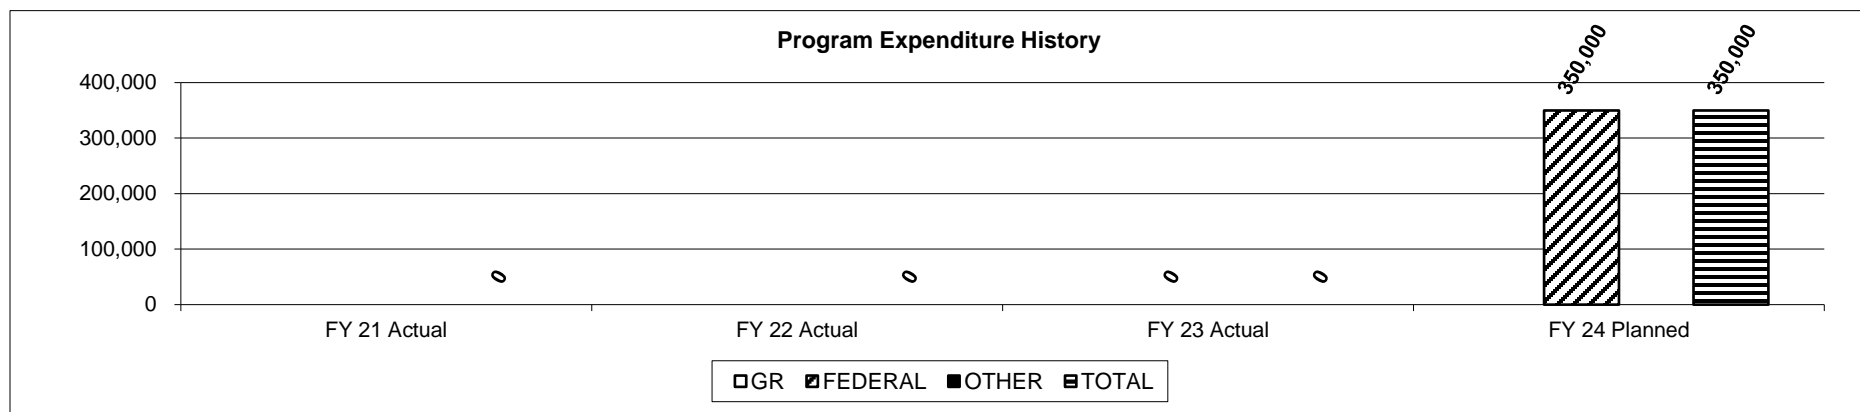 Program Expenditure History
350,000 350,000
400,000
300,000
200,000
100,000
0
0 0 0 0
FY 21 Actual FY 22 Actual FY 23 Actual FY 24 Planned
GR FEDERAL OTHER TOTAL